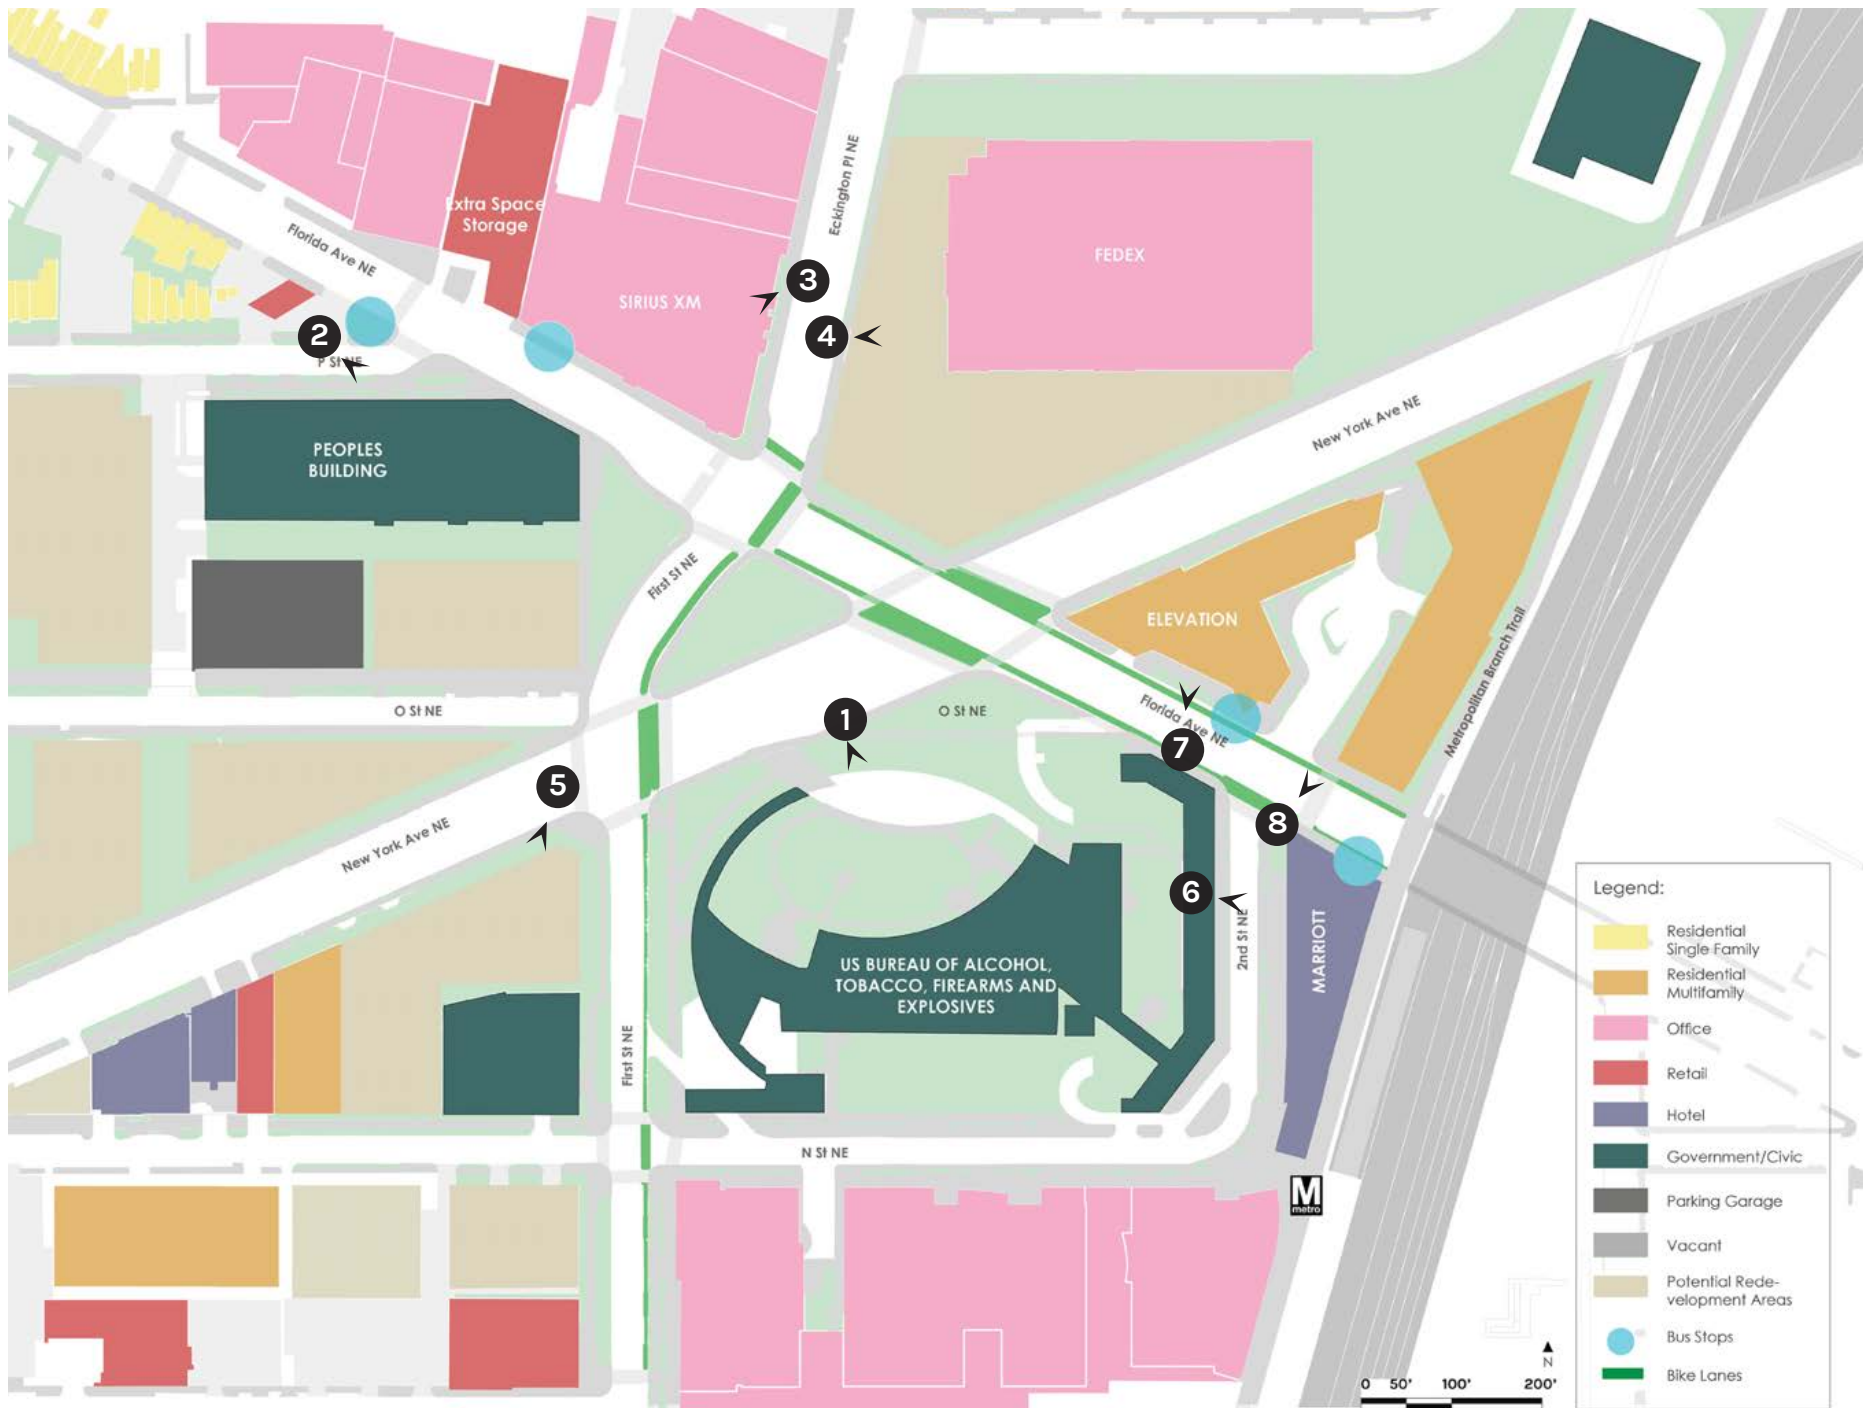 Extra Space
Storage
Eckington Pl NE
Florida Ave NE
SIRIUS XM
FEDEX
3
2
4
P St NE
New York Ave NE
PEOPLES
BUILDING
First St NE
ELEVATION
Metropolitan Branch Trail
O St NE
1
O St NE
Florida Ave NE
7
5
8
New York Ave NE
6
2nd St NE
MARRIOTT
US BUREAU OF ALCOHOL,
TOBACCO, FIREARMS AND
EXPLOSIVES
First St NE
N St NE
M
metro
Legend:
Residential
Single Family
Residential
Multifamily
Office
Retail
Hotel
Government/Civic
Parking Garage
Vacant
Potential Rede-
velopment Areas
Bus Stops
Bike Lanes
N
0 50' 100' 200'